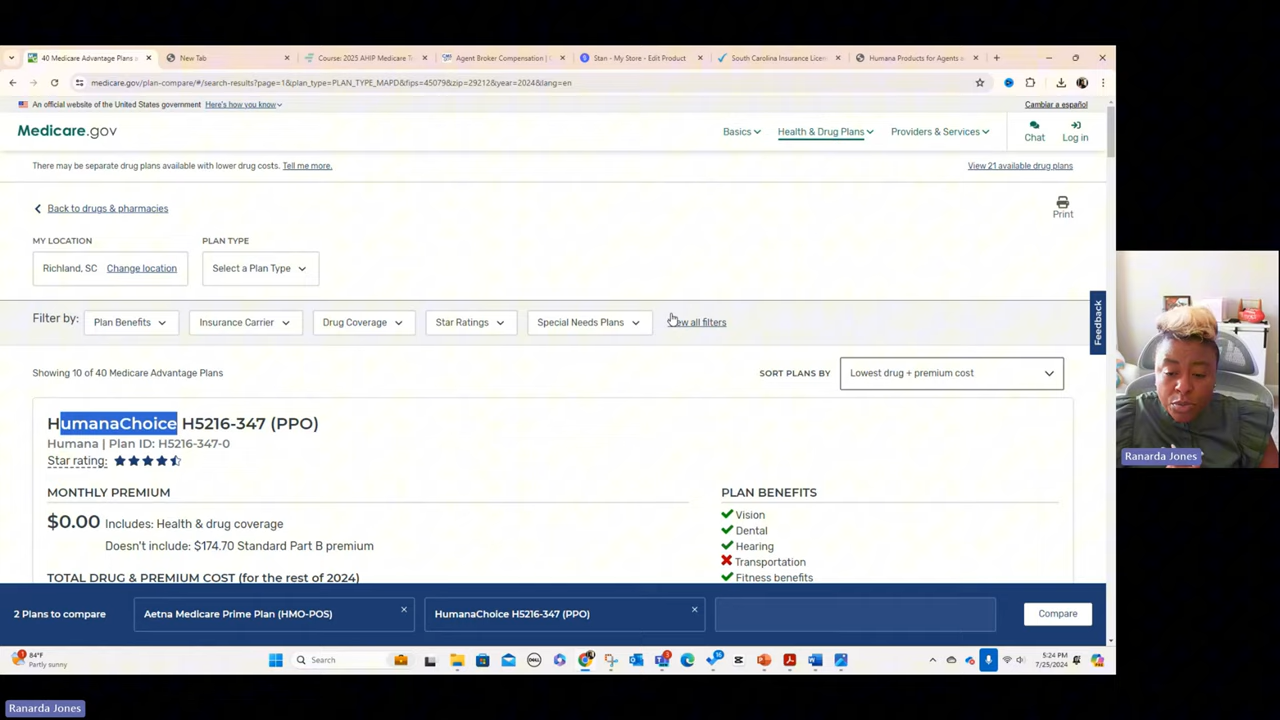 40 Medicare Advantage Plans
New Tab
Course: 2025 AHIP Medicare T
Agent Broker Compensation | C
Stan - My Store - Edit Product
South Carolina Insurance Licen
Humana Products for Agents
medicare.gov/plan-compare/#/search-results?page=1&plan_type=PLAN_TYPE_MAPD&fips=45079&zip=29212&year=2024&lang=en
An official website of the United States government Here's how you know
Cambiar a español
Medicare.gov
Basics
Health & Drug Plans
Providers & Services
Chat
Log in
There may be separate drug plans available with lower drug costs. Tell me more.
View 21 available drug plans
Back to drugs & pharmacies
Print
MY LOCATION
PLAN TYPE
Richland, SC Change location
Select a Plan Type
Filter by:
Plan Benefits
Insurance Carrier
Drug Coverage
Star Ratings
Special Needs Plans
all filters
Feedback
Showing 10 of 40 Medicare Advantage Plans
SORT PLANS BY
Lowest drug + premium cost
HumanaChoice H5216-347 (PPO)
Humana | Plan ID: H5216-347-0
Star rating:
MONTHLY PREMIUM
$0.00 Includes: Health & drug coverage
Doesn't include: $174.70 Standard Part B premium
TOTAL DRUG & PREMIUM COST (for the rest of 2024)
PLAN BENEFITS
Vision
Dental
Hearing
Transportation
Fitness benefits
2 Plans to compare
Aetna Medicare Prime Plan (HMO-POS)
HumanaChoice H5216-347 (PPO)
Compare
84°F
Partly sunny
Search
5:24 PM
7/25/2024
Ranarda Jones
Ranarda Jones